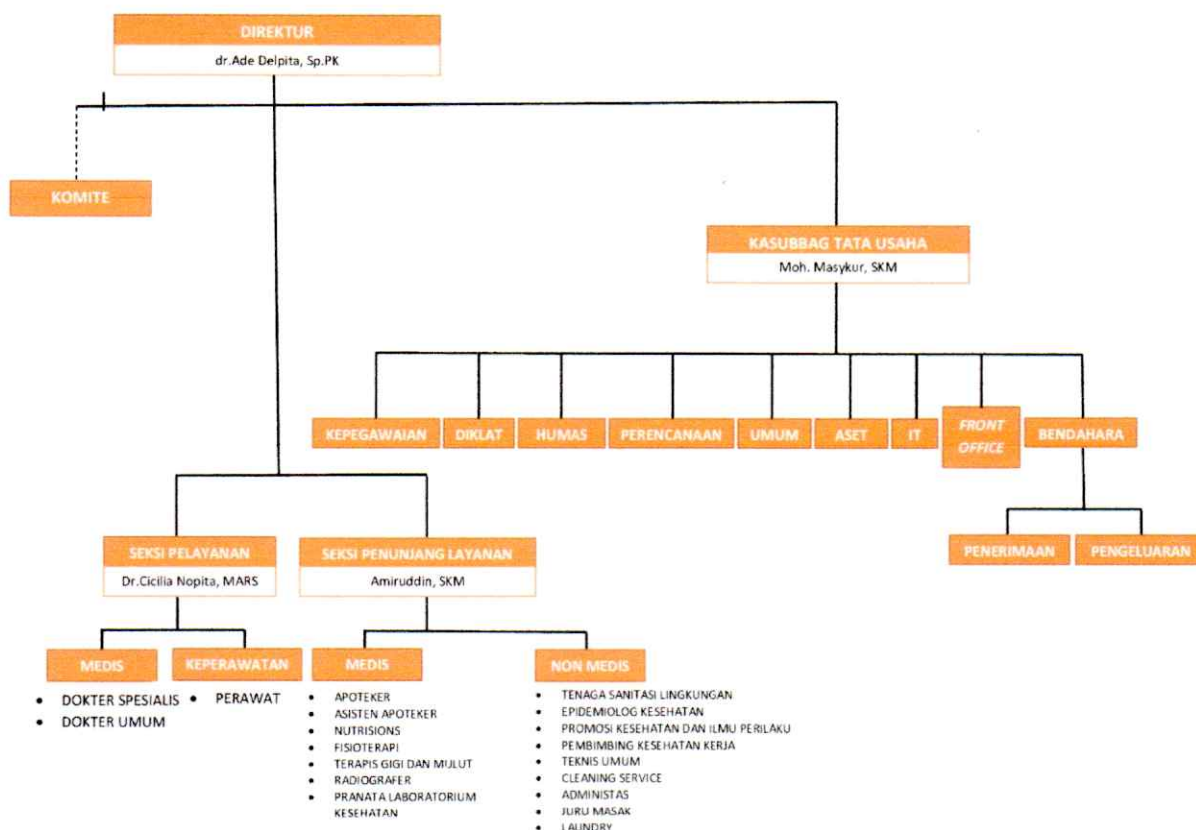 DIREKTUR
dr.Ade Delpita, Sp.PK
KOMITE
KASUBBAG TATA USAHA
Moh. Masykur, SKM
KEPEGAWAIAN
DIKLAT
HUMAS
PERENCANAAN
UMUM
ASET
IT
FRONT
OFFICE
BENDAHARA
PENERIMAAN
PENGELUARAN
SEKSI PELAYANAN
Dr.Cicilia Nopita, MARS
SEKSI PENUNJANG LAYANAN
Amiruddin, SKM
MEDIS
• DOKTER SPESIALIS
• DOKTER UMUM
KEPERAWATAN
• PERAWAT
MEDIS
• APOTEKER
• ASISTEN APOTEKER
• NUTRISIONS
• FISIOTERAPI
• TERAPIS GIGI DAN MULUT
• RADIOGRAFER
• PRANATA LABORATORIUM
KESEHATAN
NON MEDIS
• TENAGA SANITASI LINGKUNGAN
• EPIDEMIOLOG KESEHATAN
• PROMOSI KESEHATAN DAN ILMU PERILAKU
• PEMBIMBING KESEHATAN KERJA
• TEKNIS UMUM
• CLEANING SERVICE
• ADMINISTAS
• JURU MASAK
• LAUNDRY